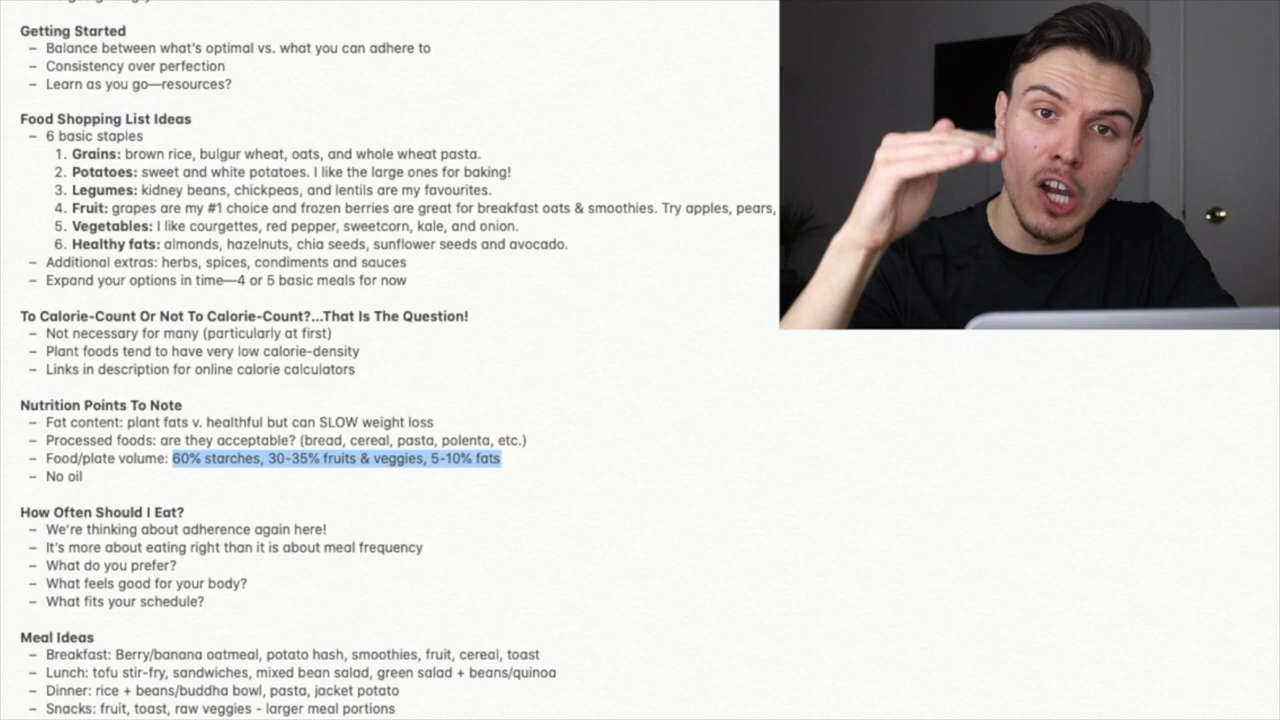 Getting Started
– Balance between what's optimal vs. what you can adhere to
– Consistency over perfection
– Learn as you go—resources?
Food Shopping List Ideas
– 6 basic staples
1. Grains: brown rice, bulgur wheat, oats, and whole wheat pasta.
2. Potatoes: sweet and white potatoes. I like the large ones for baking!
3. Legumes: kidney beans, chickpeas, and lentils are my favourites.
4. Fruit: grapes are my #1 choice and frozen berries are great for breakfast oats & smoothies. Try apples, pears,
5. Vegetables: I like courgettes, red pepper, sweetcorn, kale, and onion.
6. Healthy fats: almonds, hazelnuts, chia seeds, sunflower seeds and avocado.
– Additional extras: herbs, spices, condiments and sauces
– Expand your options in time—4 or 5 basic meals for now
To Calorie-Count Or Not To Calorie-Count?...That Is The Question!
– Not necessary for many (particularly at first)
– Plant foods tend to have very low calorie-density
– Links in description for online calorie calculators
Nutrition Points To Note
– Fat content: plant fats v. healthful but can SLOW weight loss
– Processed foods: are they acceptable? (bread, cereal, pasta, polenta, etc.)
– Food/plate volume: 60% starches, 30-35% fruits & veggies, 5-10% fats
– No oil
How Often Should I Eat?
– We're thinking about adherence again here!
– It's more about eating right than it is about meal frequency
– What do you prefer?
– What feels good for your body?
– What fits your schedule?
Meal Ideas
– Breakfast: Berry/banana oatmeal, potato hash, smoothies, fruit, cereal, toast
– Lunch: tofu stir-fry, sandwiches, mixed bean salad, green salad + beans/quinoa
– Dinner: rice + beans/buddha bowl, pasta, jacket potato
– Snacks: fruit, toast, raw veggies - larger meal portions